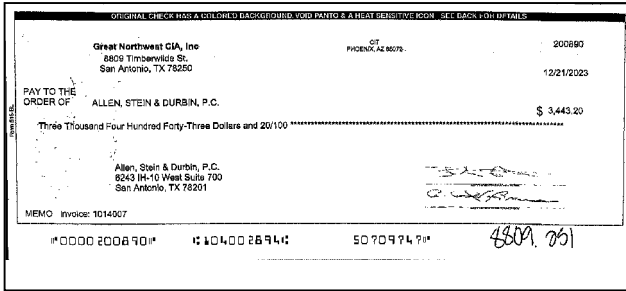 ORIGINAL CHECK HAS A COLORED BACKGROUND, VOID PANTO & A HEAT SENSITIVE ICON - SEE BACK FOR DETAILS
Great Northwest CIA, Inc
8809 Timberwilde St.
San Antonio, TX 78250
CIT
PHOENIX, AZ 85072
200890
12/21/2023
PAY TO THE
ORDER OF ALLEN, STEIN & DURBIN, P.C.
$ 3,443.20
Three Thousand Four Hundred Forty-Three Dollars and 20/100
Allen, Stein & Durbin, P.C.
8243 IH-10 West Suite 700
San Antonio, TX 78201
MEMO Invoice: 1014007
⑈0000200890⑈ ⑆104002894⑆ 50709747⑈